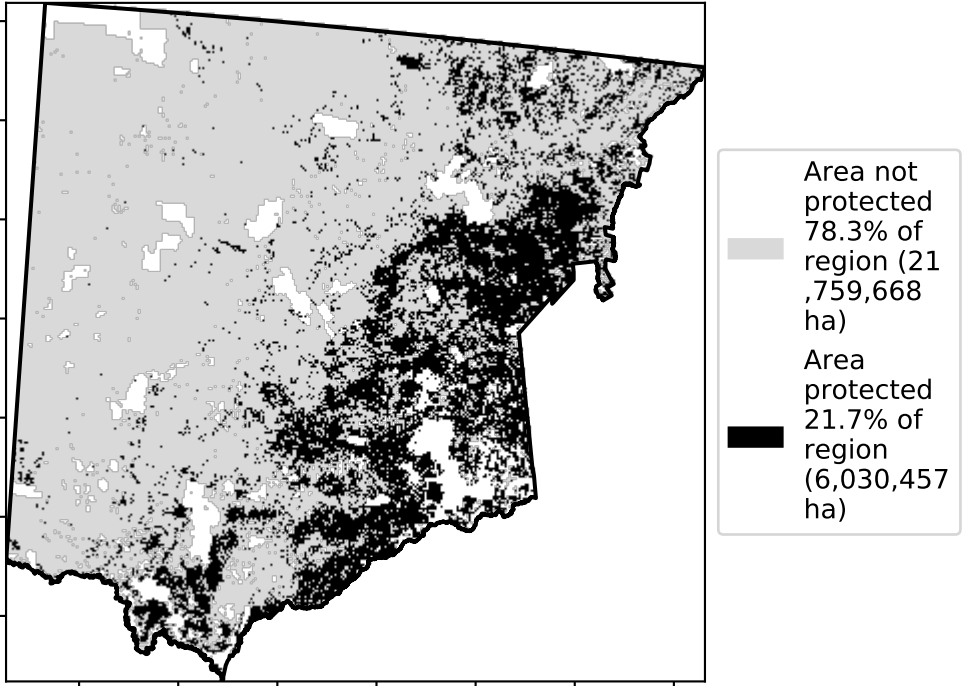 Area not
protected
78.3% of
region (21
,759,668
ha)
Area
protected
21.7% of
region
(6,030,457
ha)